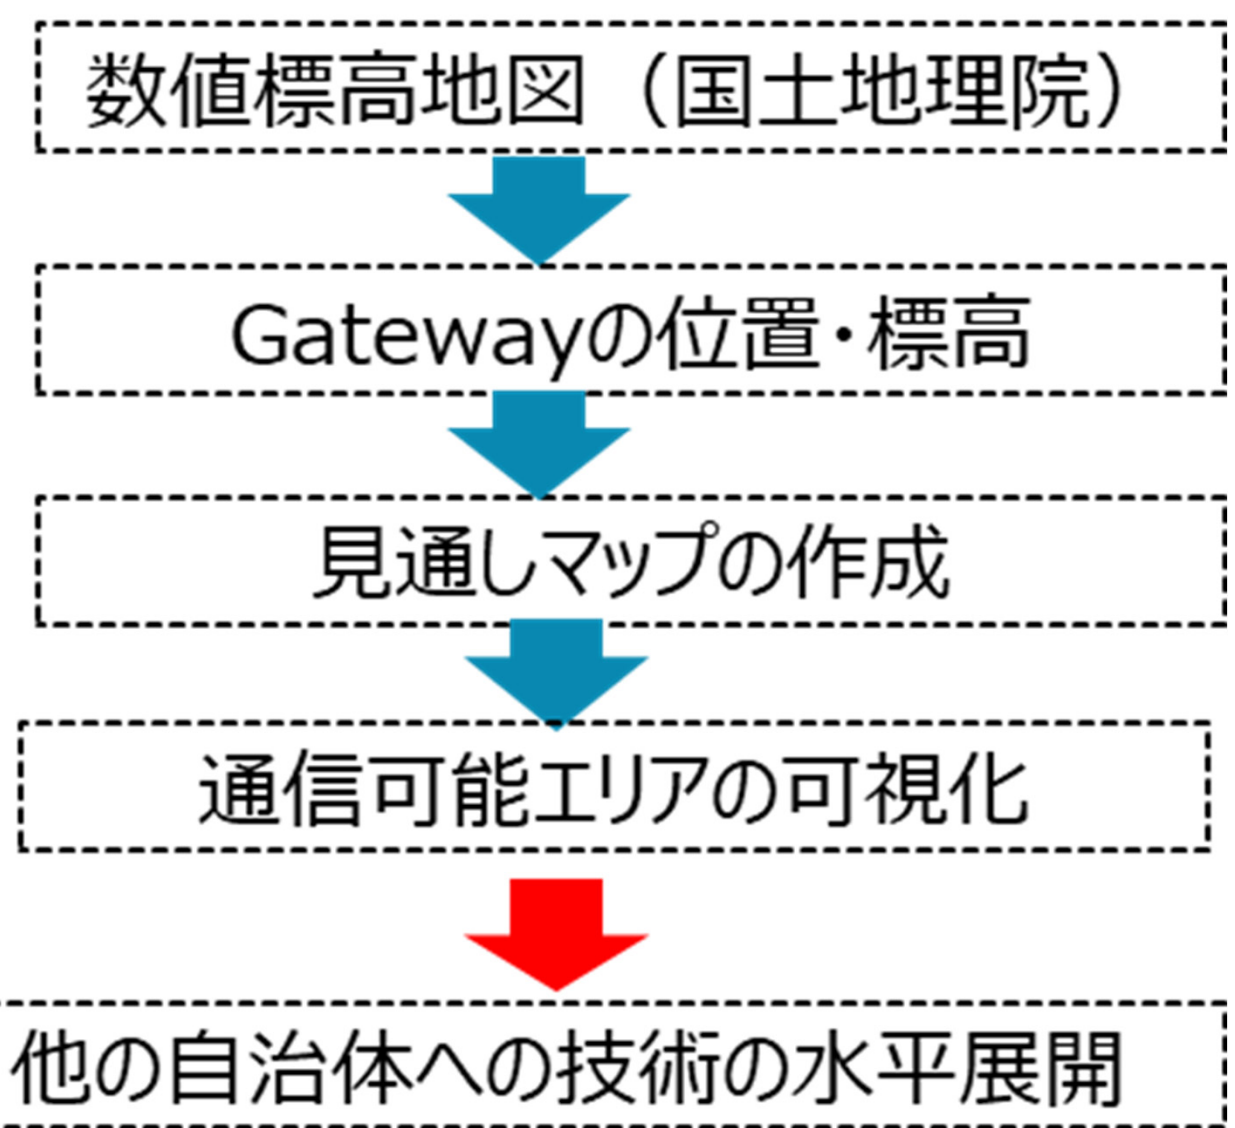 数値標高地図（国土地理院）
Gatewayの位置・標高
見通しマップの作成
通信可能エリアの可視化
他の自治体への技術の水平展開